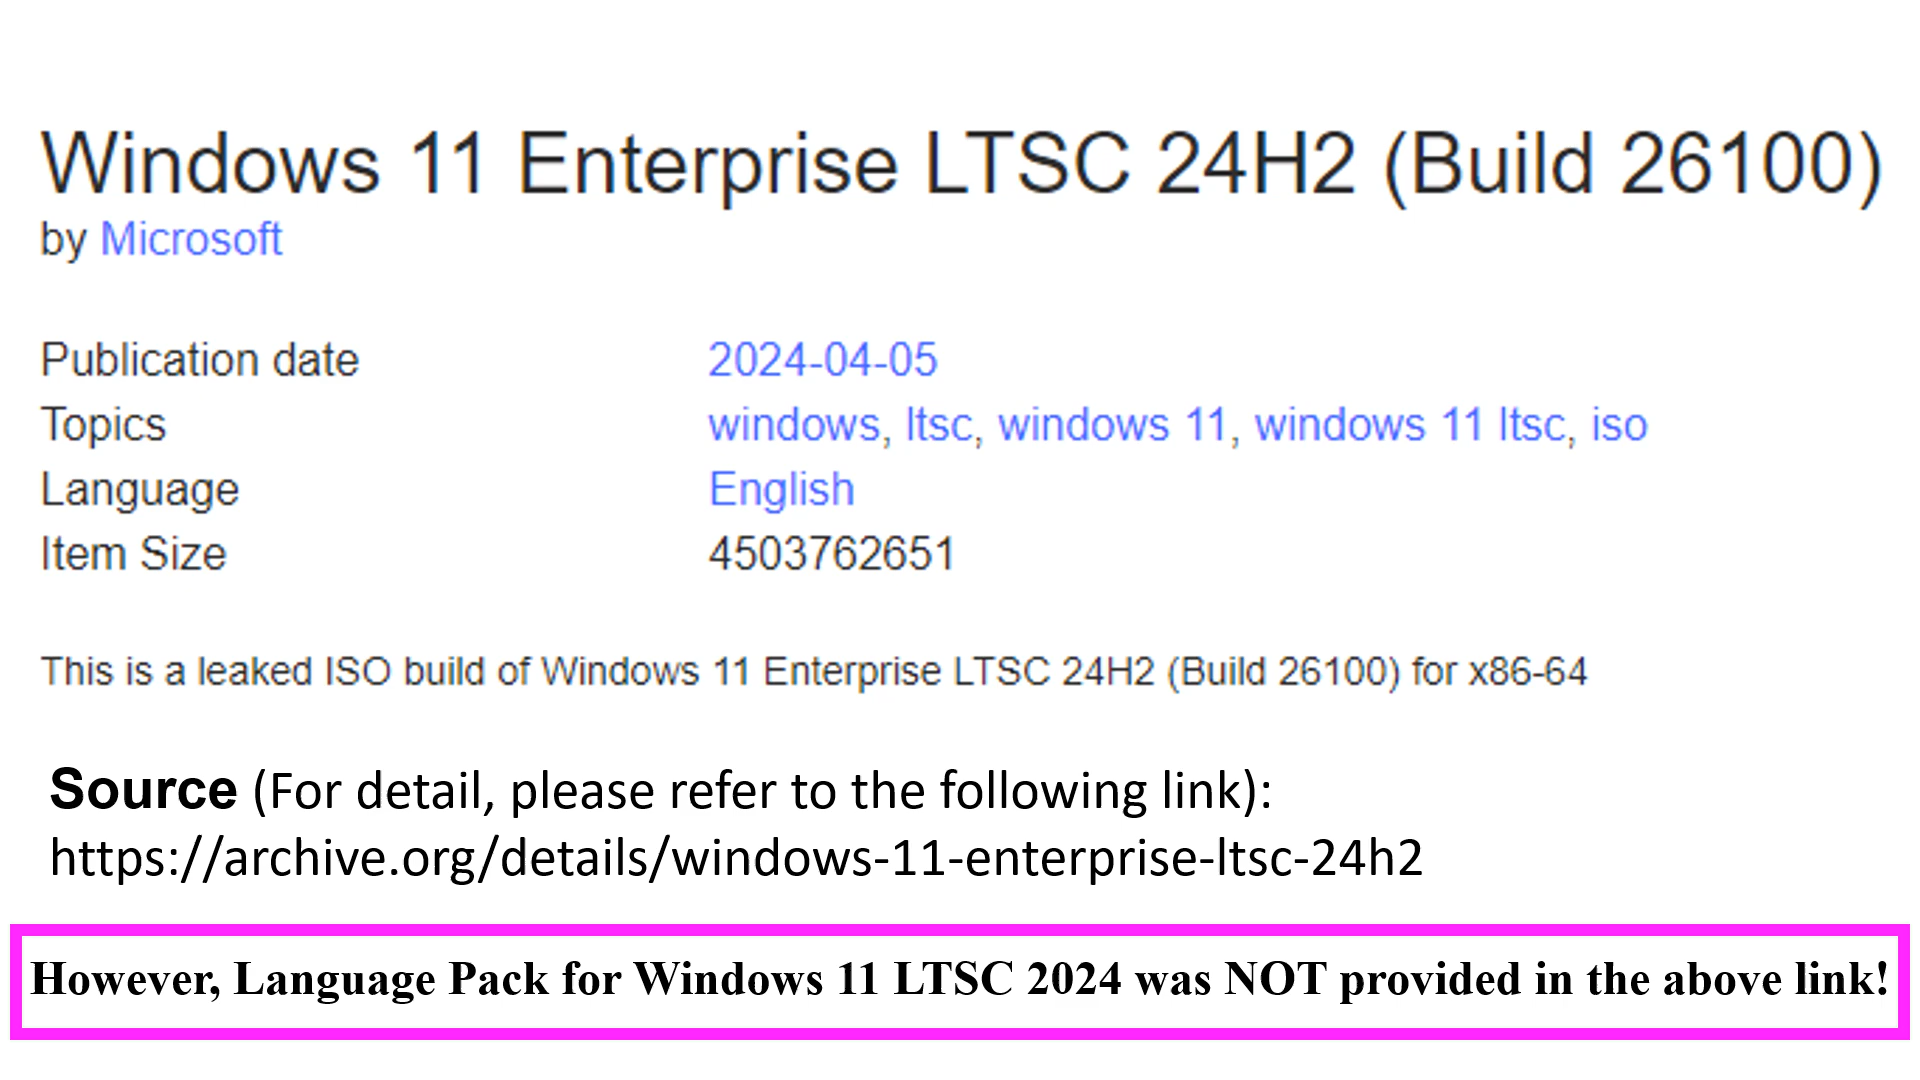 Windows 11 Enterprise LTSC 24H2 (Build 26100)
by Microsoft
Publication date 2024-04-05
Topics windows, ltsc, windows 11, windows 11 ltsc, iso
Language English
Item Size 4503762651
This is a leaked ISO build of Windows 11 Enterprise LTSC 24H2 (Build 26100) for x86-64
Source (For detail, please refer to the following link):
https://archive.org/details/windows-11-enterprise-ltsc-24h2
However, Language Pack for Windows 11 LTSC 2024 was NOT provided in the above link!